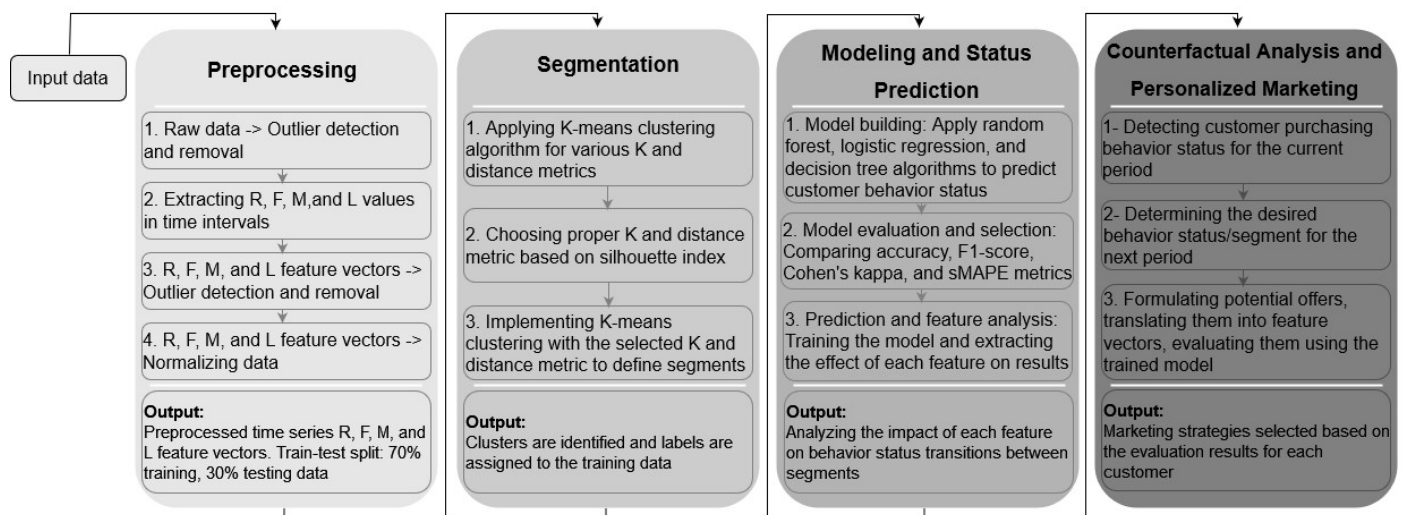 Input data
Preprocessing
1. Raw data -> Outlier detection
and removal
2. Extracting R, F, M,and L values
in time intervals
3. R, F, M, and L feature vectors ->
Outlier detection and removal
4. R, F, M, and L feature vectors ->
Normalizing data
Output:
Preprocessed time series R, F, M, and
L feature vectors. Train-test split: 70%
training, 30% testing data
Segmentation
1. Applying K-means clustering
algorithm for various K and
distance metrics
2. Choosing proper K and distance
metric based on silhouette index
3. Implementing K-means
clustering with the selected K and
distance metric to define segments
Output:
Clusters are identified and labels are
assigned to the training data
Modeling and Status
Prediction
1. Model building: Apply random
forest, logistic regression, and
decision tree algorithms to predict
customer behavior status
2. Model evaluation and selection:
Comparing accuracy, F1-score,
Cohen's kappa, and sMAPE metrics
3. Prediction and feature analysis:
Training the model and extracting
the effect of each feature on results
Output:
Analyzing the impact of each feature
on behavior status transitions between
segments
Counterfactual Analysis and
Personalized Marketing
1- Detecting customer purchasing
behavior status for the current
period
2- Determining the desired
behavior status/segment for the
next period
3. Formulating potential offers,
translating them into feature
vectors, evaluating them using the
trained model
Output:
Marketing strategies selected based on
the evaluation results for each
customer